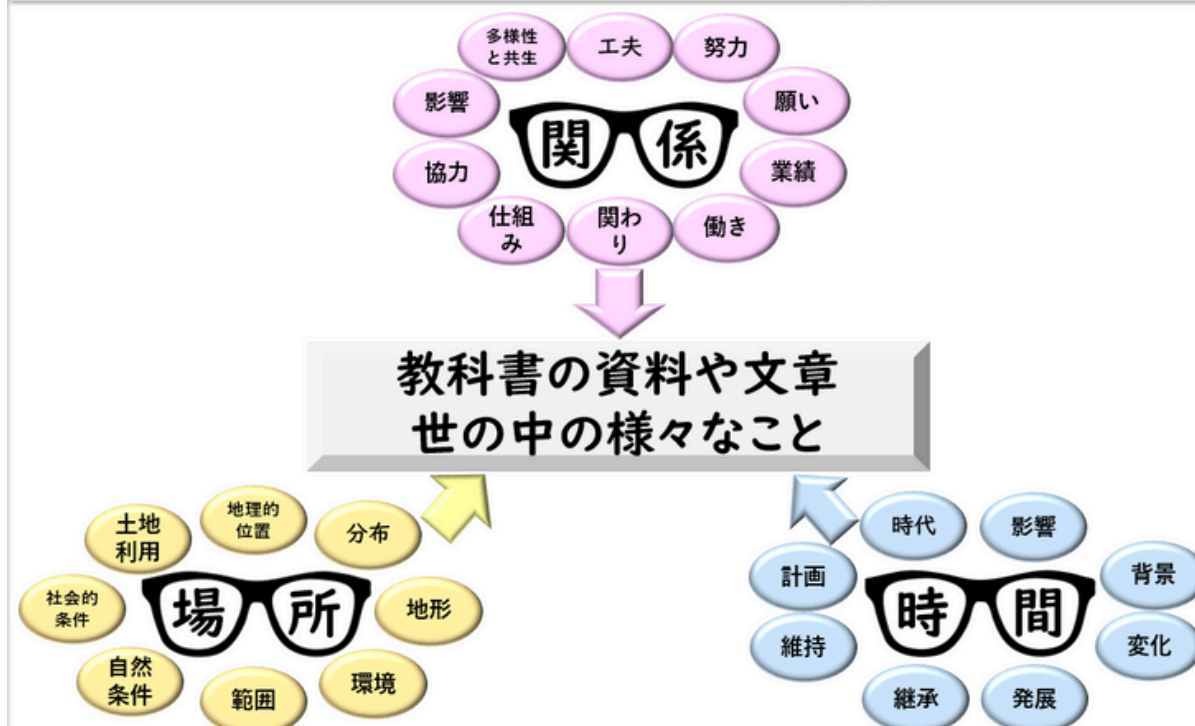 多様性
と共生
工夫
努力
影響
願い
関係
協力
業績
仕組
み
関わ
り
働き
教科書の資料や文章
世の中の様々なこと
土地
利用
地理的
位置
分布
社会的
条件
場所
地形
自然
条件
範囲
環境
時代
影響
計画
背景
時間
維持
変化
継承
発展